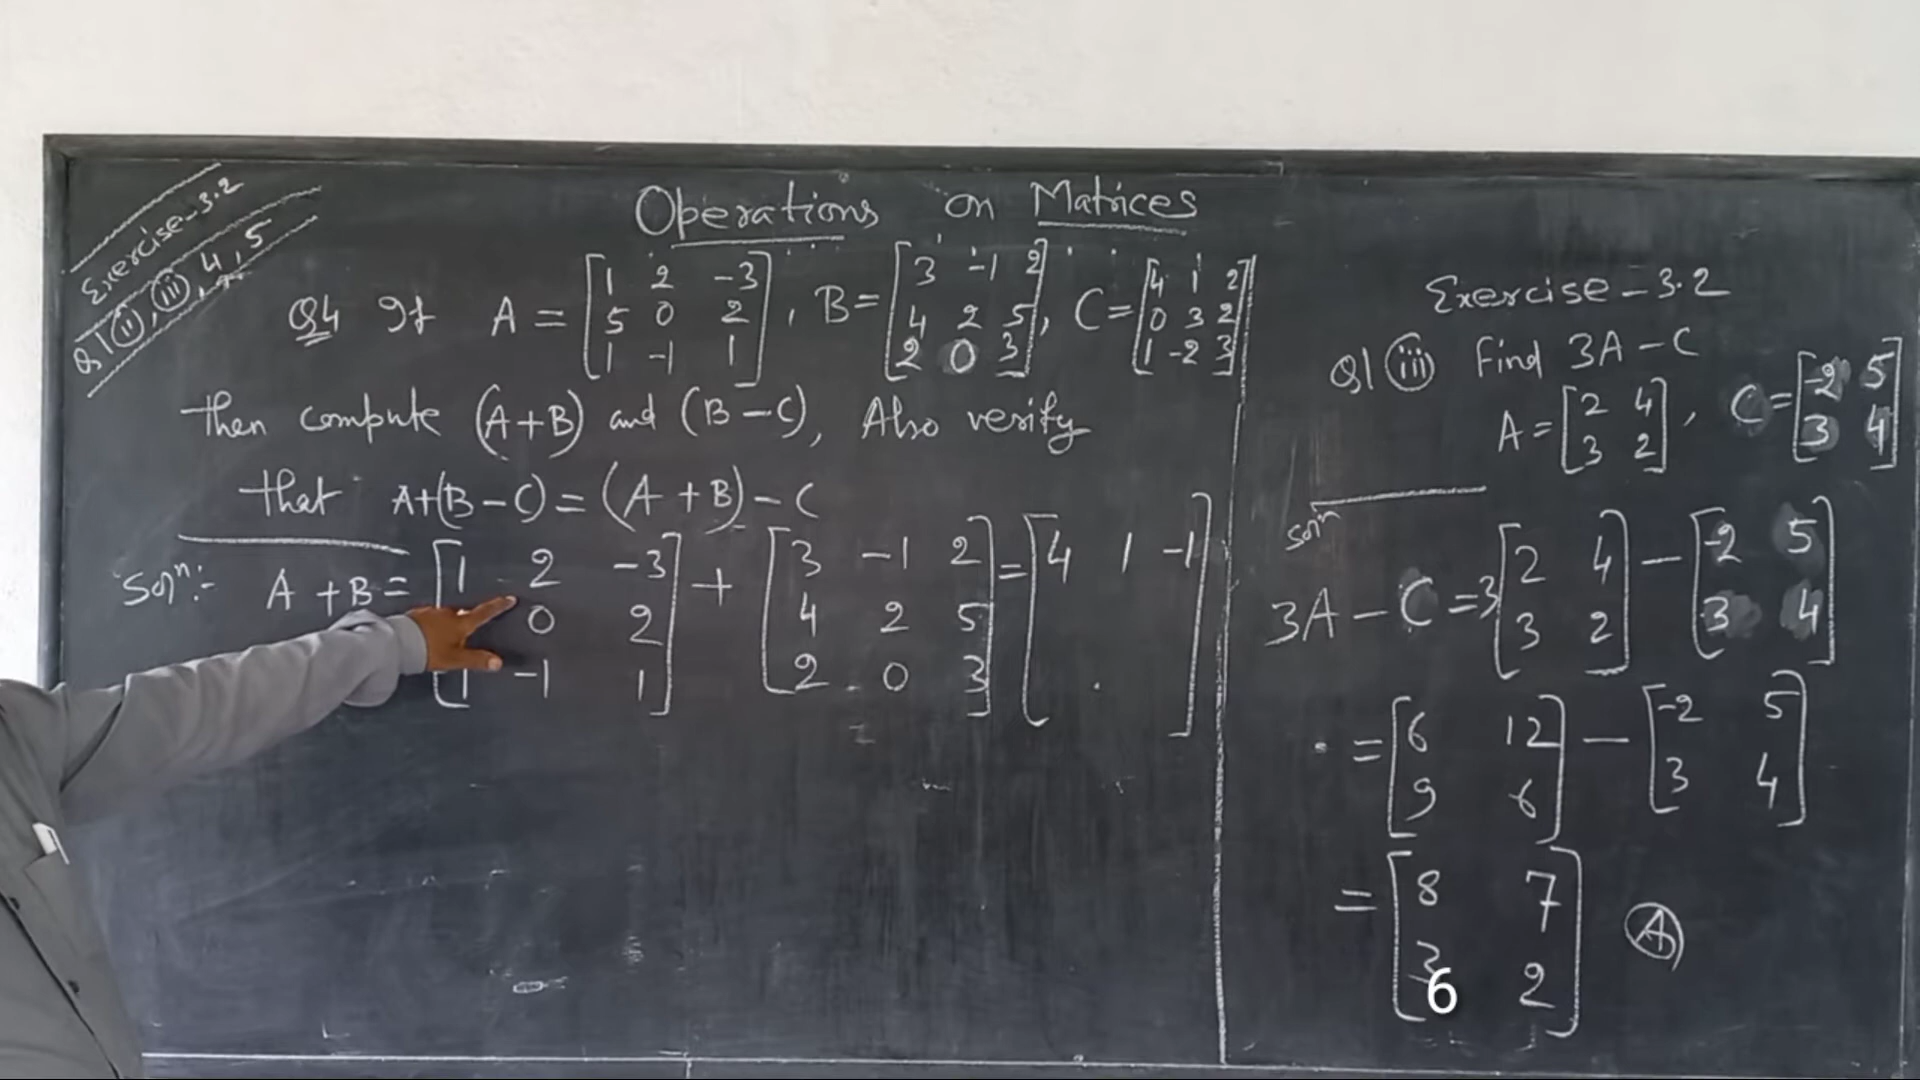 Exercise-3.2
Q1 (ii), (iii), 4, 5
Operations on Matrices
Q4 If A = [1 2 -3
5 0 2
1 -1 1], B = [3 -1 2
4 2 5
2 0 3], C = [4 1 2
0 3 2
1 -2 3]
then compute (A+B) and (B-C), Also verify
that A+(B-C) = (A+B)-C
Solⁿ:- A+B = [1 2 -3
0 2
1 -1 1] + [3 -1 2
4 2 5
2 0 3] = [4 1 -1]
Exercise-3.2
Q1 (iii) Find 3A-C
A = [2 4
3 2], C = [-2 5
3 4]
Solⁿ
3A-C = 3[2 4
3 2] - [-2 5
3 4]
= [6 12
9 6] - [-2 5
3 4]
= [8 7
3 2] A
6